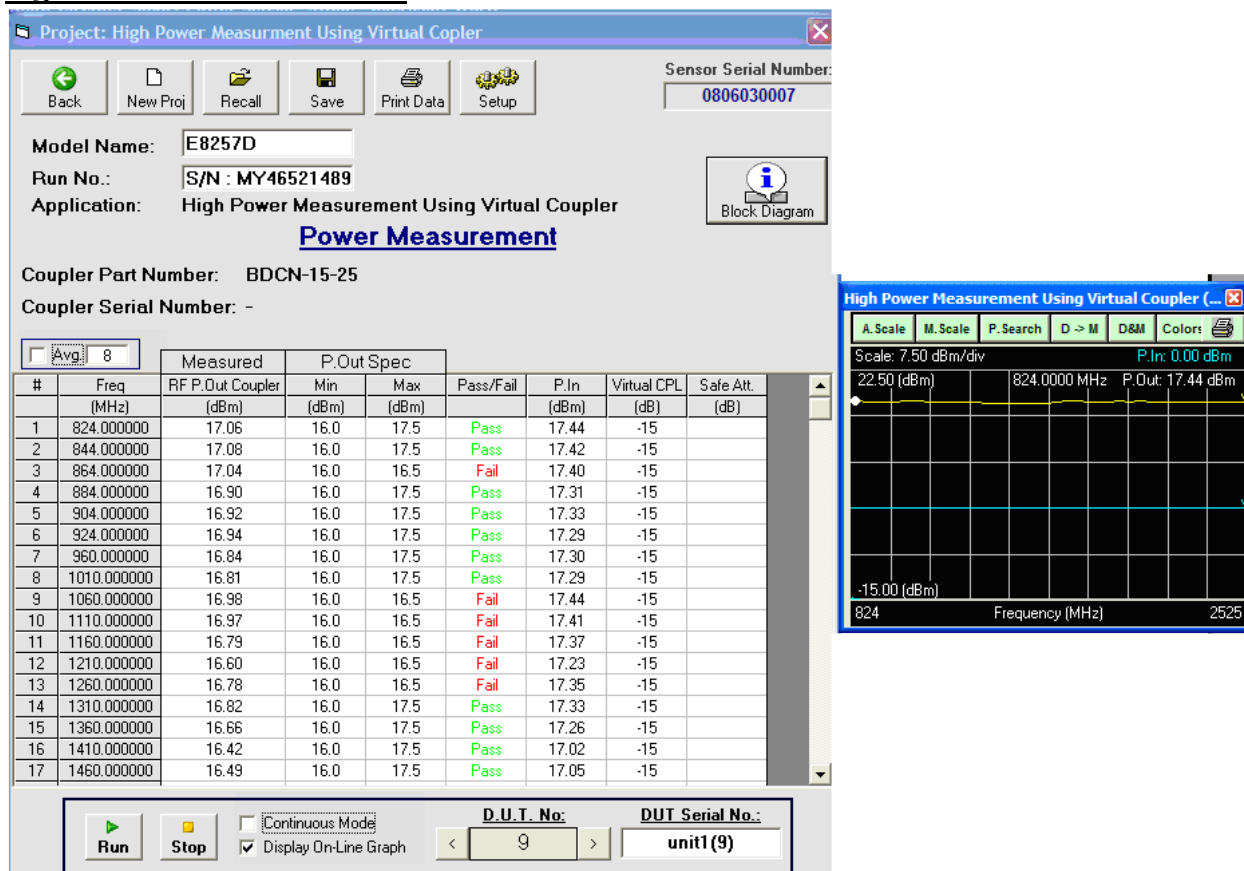 Project: High Power Measurment Using Virtual Copler
Back New Proj Recall Save Print Data Setup
Sensor Serial Number:
0806030007
Model Name: E8257D
Run No.: S/N : MY46521489
Application: High Power Measurement Using Virtual Coupler
Block Diagram
Power Measurement
Coupler Part Number: BDCN-15-25
Coupler Serial Number: -
Avg. 8
Measured P.Out Spec
# Freq RF P.Out Coupler Min Max Pass/Fail P.In Virtual CPL Safe Att.
(MHz) (dBm) (dBm) (dBm) (dBm) (dB) (dB)
1 824.000000 17.06 16.0 17.5 Pass 17.44 -15
2 844.000000 17.08 16.0 17.5 Pass 17.42 -15
3 864.000000 17.04 16.0 16.5 Fail 17.40 -15
4 884.000000 16.90 16.0 17.5 Pass 17.31 -15
5 904.000000 16.92 16.0 17.5 Pass 17.33 -15
6 924.000000 16.94 16.0 17.5 Pass 17.29 -15
7 960.000000 16.84 16.0 17.5 Pass 17.30 -15
8 1010.000000 16.81 16.0 17.5 Pass 17.29 -15
9 1060.000000 16.98 16.0 16.5 Fail 17.44 -15
10 1110.000000 16.97 16.0 16.5 Fail 17.41 -15
11 1160.000000 16.79 16.0 16.5 Fail 17.37 -15
12 1210.000000 16.60 16.0 16.5 Fail 17.23 -15
13 1260.000000 16.78 16.0 16.5 Fail 17.35 -15
14 1310.000000 16.82 16.0 17.5 Pass 17.33 -15
15 1360.000000 16.66 16.0 17.5 Pass 17.26 -15
16 1410.000000 16.42 16.0 17.5 Pass 17.02 -15
17 1460.000000 16.49 16.0 17.5 Pass 17.05 -15
Run Stop
Continuous Mode
Display On-Line Graph
D.U.T. No:
< 9 >
DUT Serial No.:
unit1(9)
High Power Measurement Using Virtual Coupler (...
A.Scale M.Scale P.Search D -> M D&M Colors
Scale: 7.50 dBm/div P.In: 0.00 dBm
22.50 (dBm) 824.0000 MHz P.Out: 17.44 dBm
-15.00 (dBm)
824 Frequency (MHz) 2525